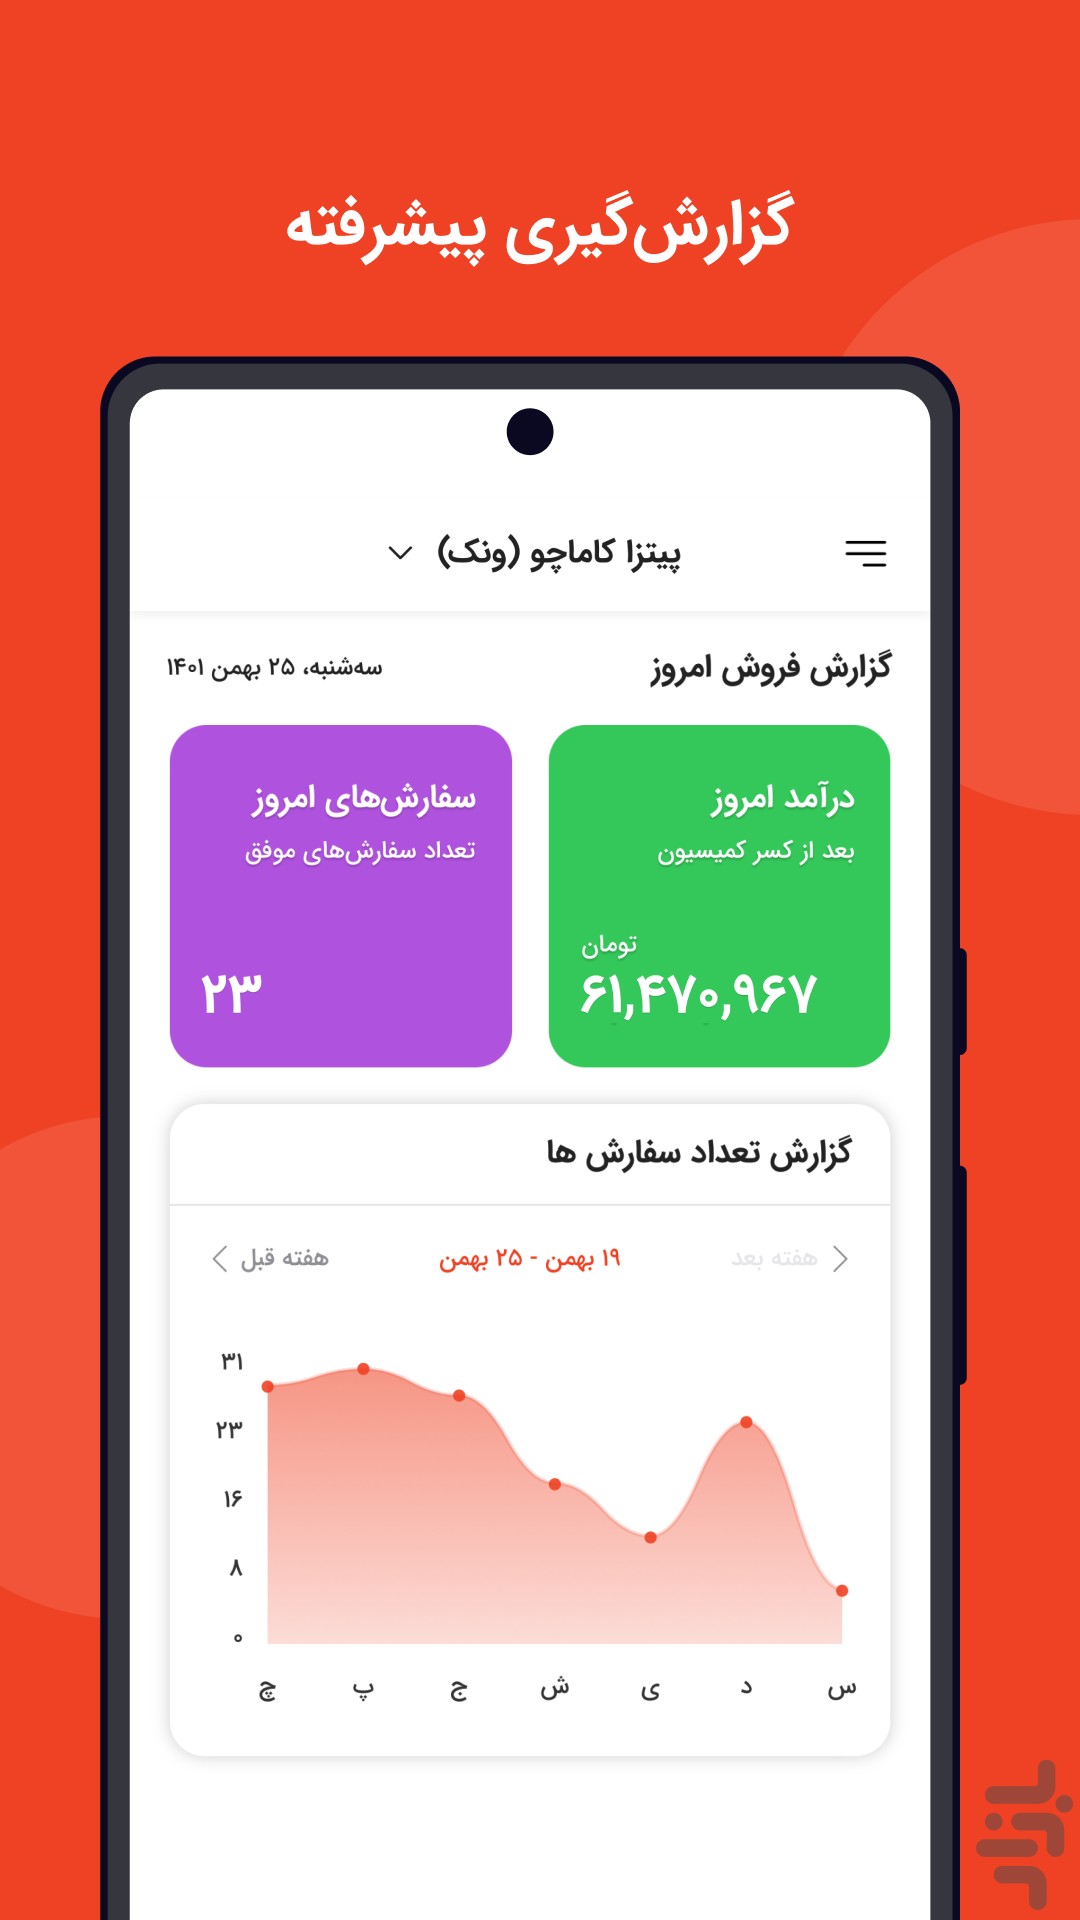 گزارش‌گیری پیشرفته
پیتزا کاماچو (ونک)
گزارش فروش امروز
سه‌شنبه، ۲۵ بهمن ۱۴۰۱
درآمد امروز
بعد از کسر کمیسیون
تومان
۶۱,۴۷۰,۹۶۷
سفارش‌های امروز
تعداد سفارش‌های موفق
۲۳
گزارش تعداد سفارش ها
هفته بعد
۱۹ بهمن - ۲۵ بهمن
هفته قبل
۳۱
۲۳
۱۶
۸
۰
س د ی ش ج پ چ
بازار